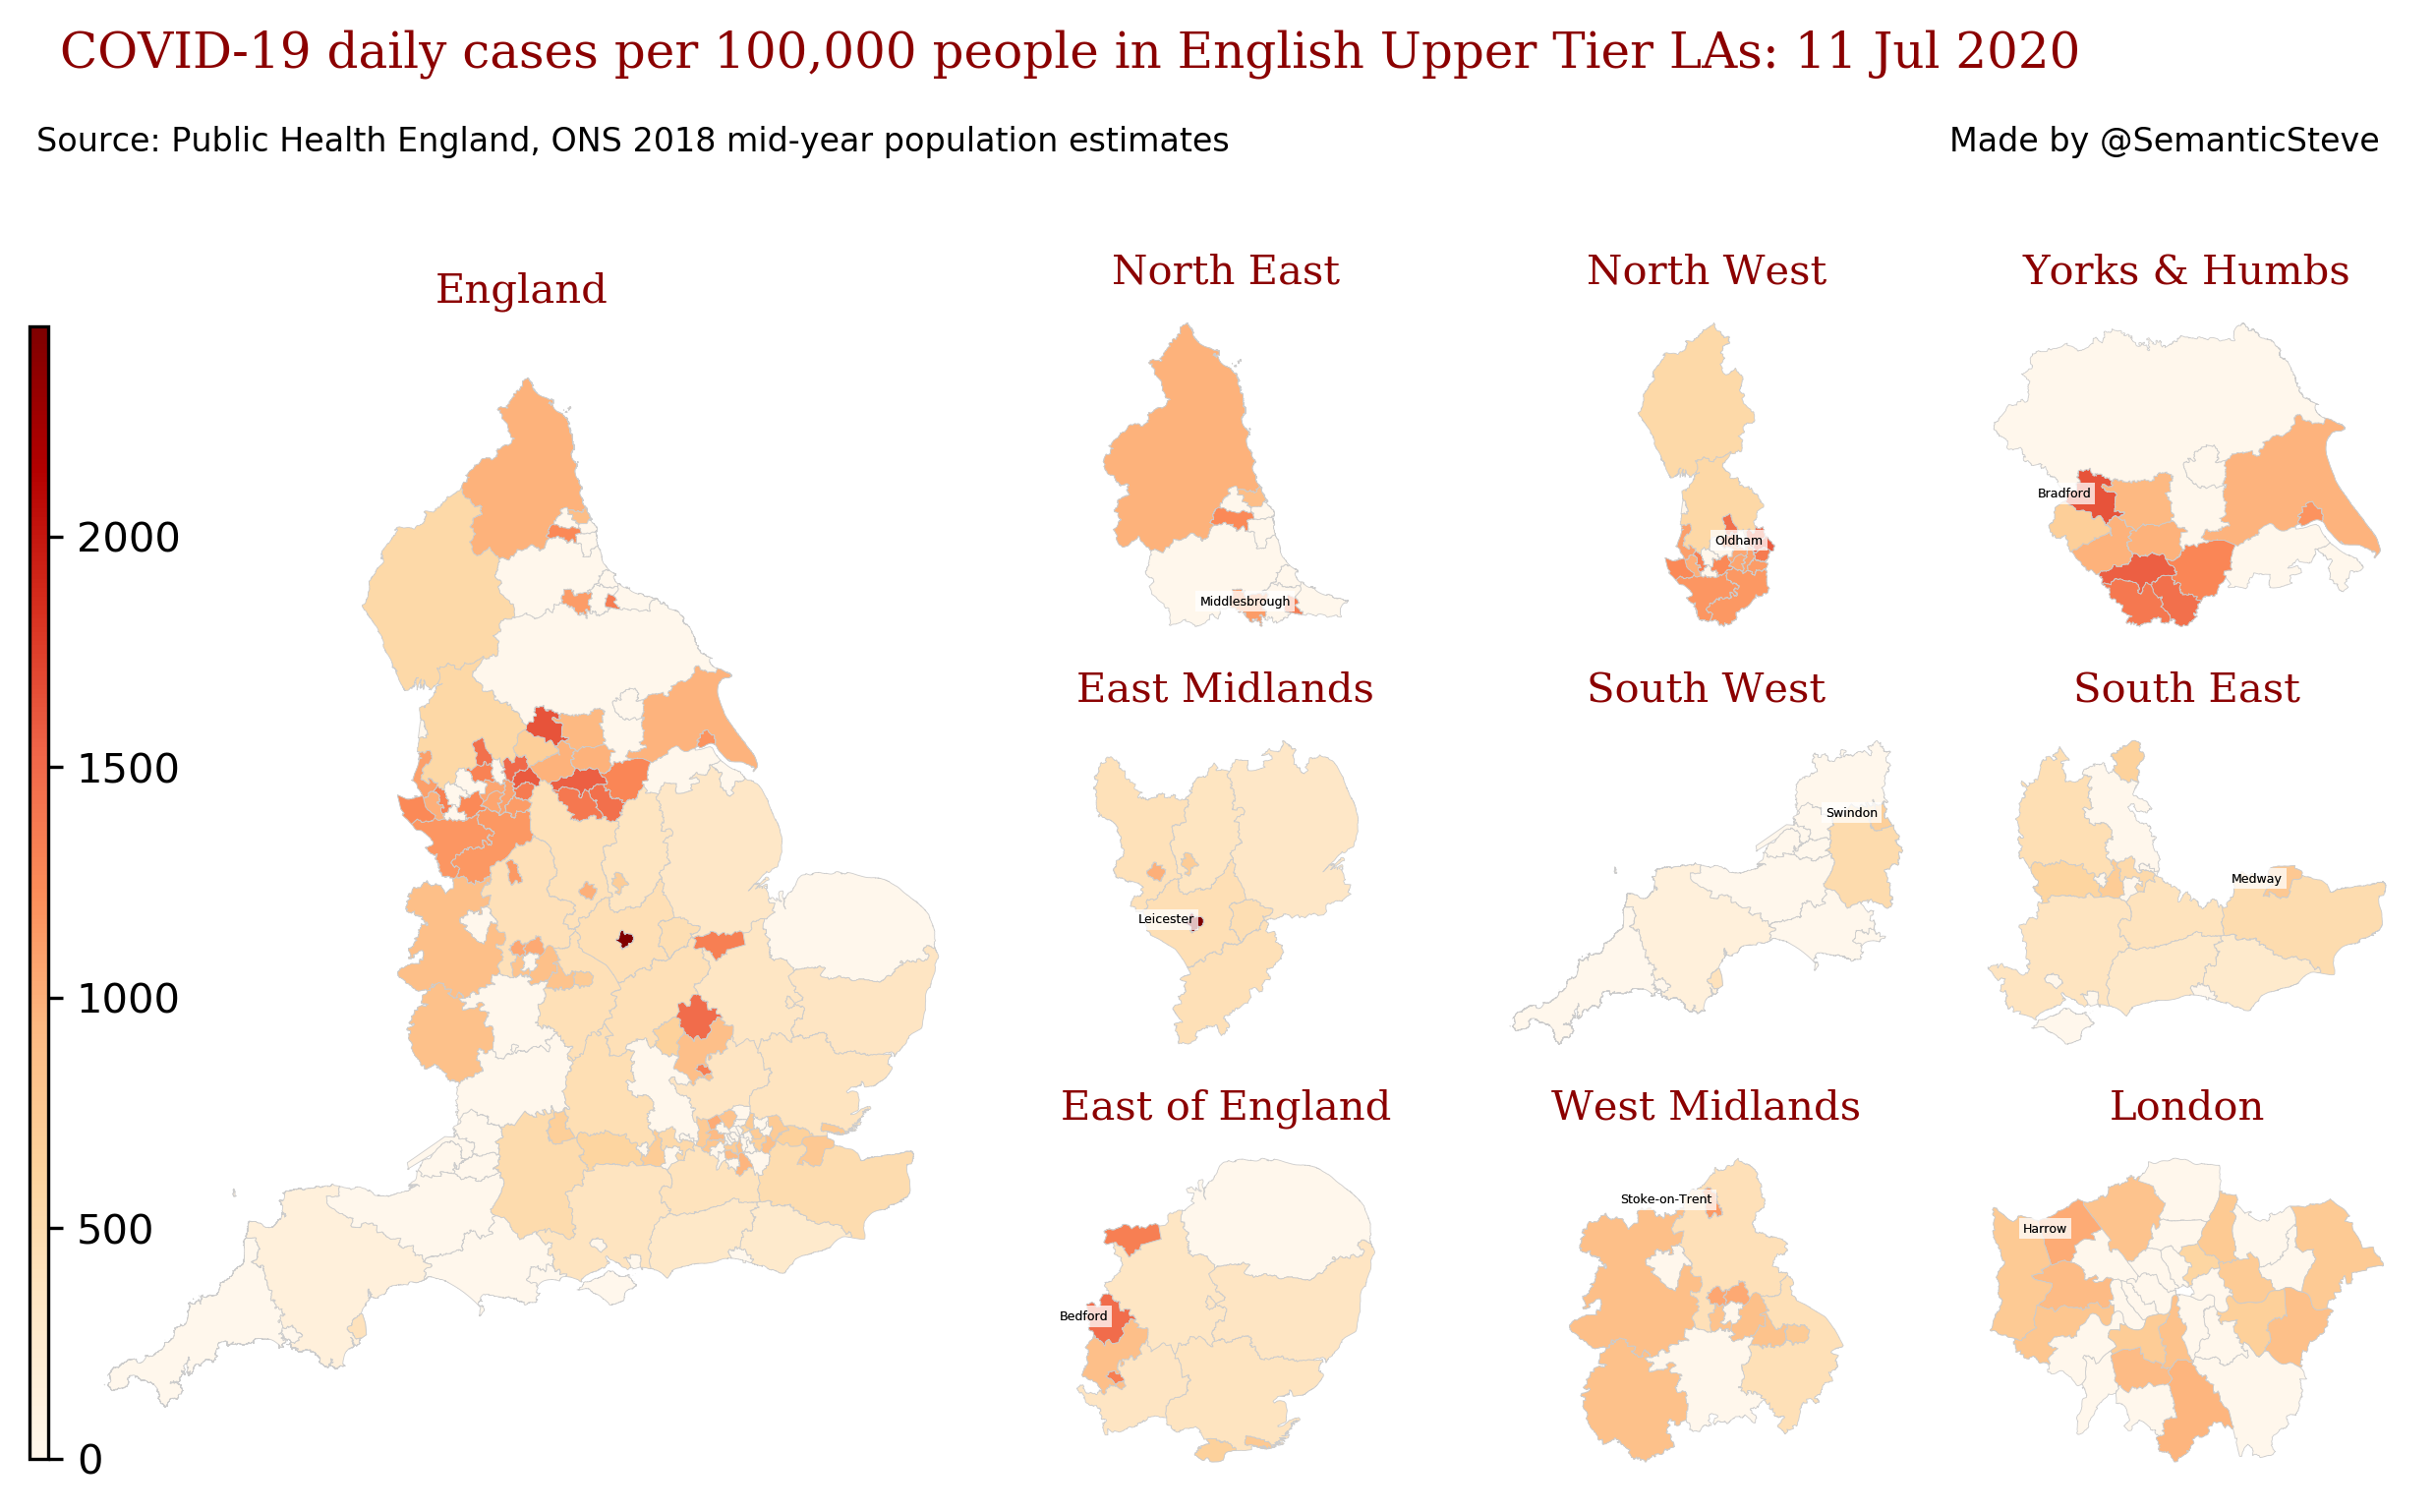 COVID-19 daily cases per 100,000 people in English Upper Tier LAs: 11 Jul 2020
Source: Public Health England, ONS 2018 mid-year population estimates
Made by @SemanticSteve
England
2000
1500
1000
500
0
North East
Middlesbrough
North West
Oldham
Yorks & Humbs
Bradford
East Midlands
Leicester
South West
Swindon
South East
Medway
East of England
Bedford
West Midlands
Stoke-on-Trent
London
Harrow